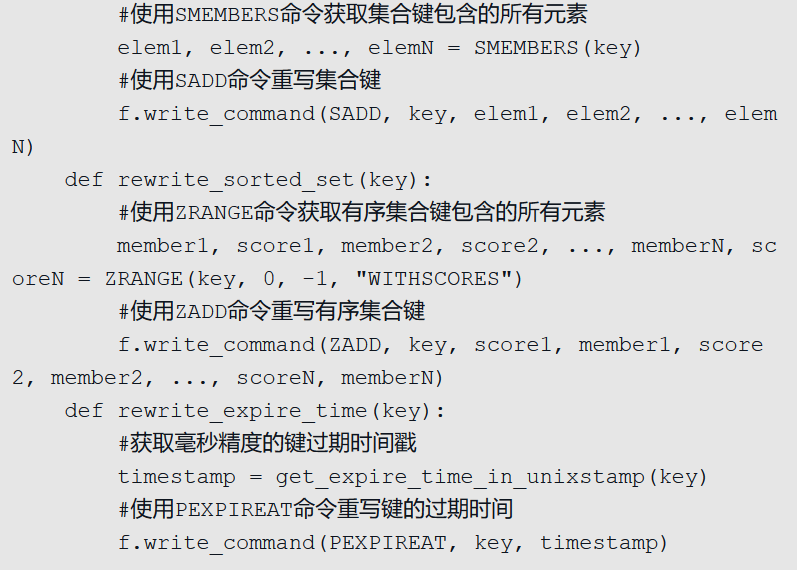 #使用SMEMBERS命令获取集合键包含的所有元素
elem1, elem2, ..., elemN = SMEMBERS(key)
#使用SADD命令重写集合键
f.write_command(SADD, key, elem1, elem2, ..., elem
N)
def rewrite_sorted_set(key):
#使用ZRANGE命令获取有序集合键包含的所有元素
member1, score1, member2, score2, ..., memberN, sc
oreN = ZRANGE(key, 0, -1, "WITHSCORES")
#使用ZADD命令重写有序集合键
f.write_command(ZADD, key, score1, member1, score
2, member2, ..., scoreN, memberN)
def rewrite_expire_time(key):
#获取毫秒精度的键过期时间戳
timestamp = get_expire_time_in_unixstamp(key)
#使用PEXPIREAT命令重写键的过期时间
f.write_command(PEXPIREAT, key, timestamp)